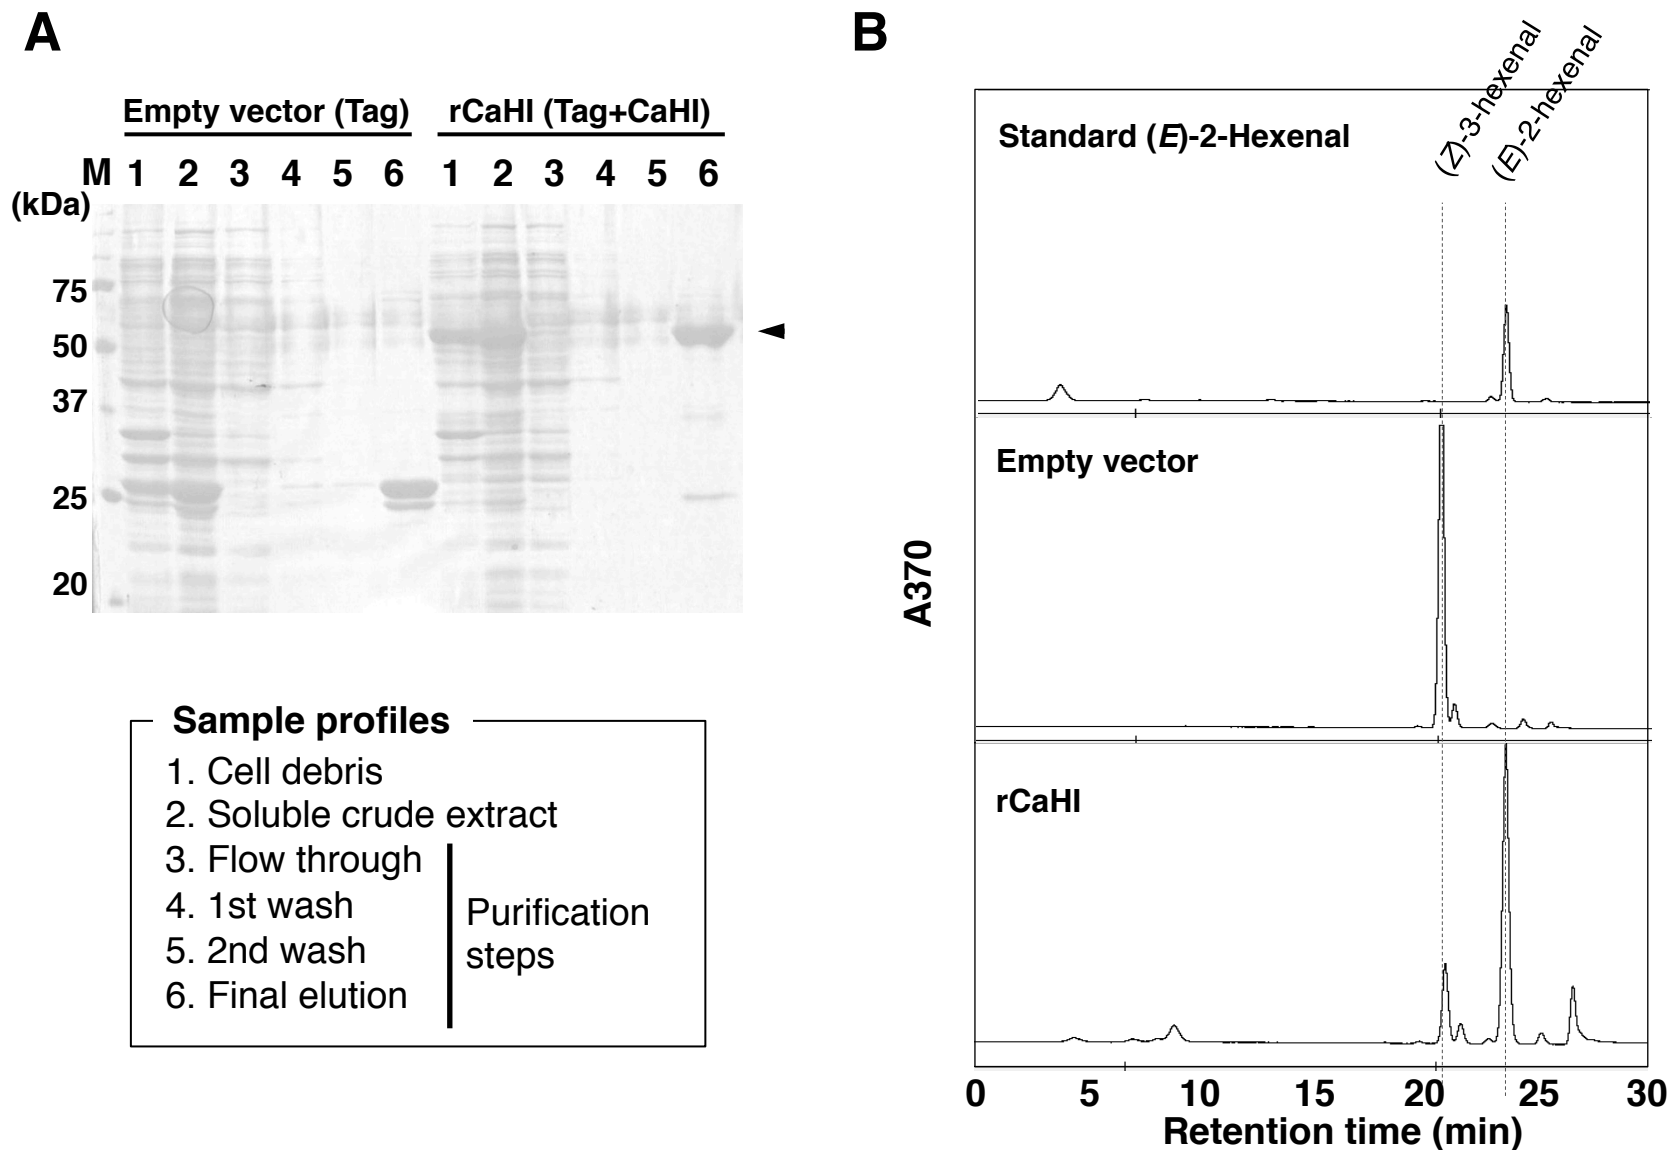 A
Empty vector (Tag) rCaHI (Tag+CaHI)
M 1 2 3 4 5 6 1 2 3 4 5 6
(kDa)
75
50
37
25
20
Sample profiles
1. Cell debris
2. Soluble crude extract
3. Flow through
4. 1st wash
5. 2nd wash
6. Final elution
Purification
steps
B
(Z)-3-hexenal
(E)-2-hexenal
Standard (E)-2-Hexenal
Empty vector
rCaHI
A370
0 5 10 15 20 25 30
Retention time (min)